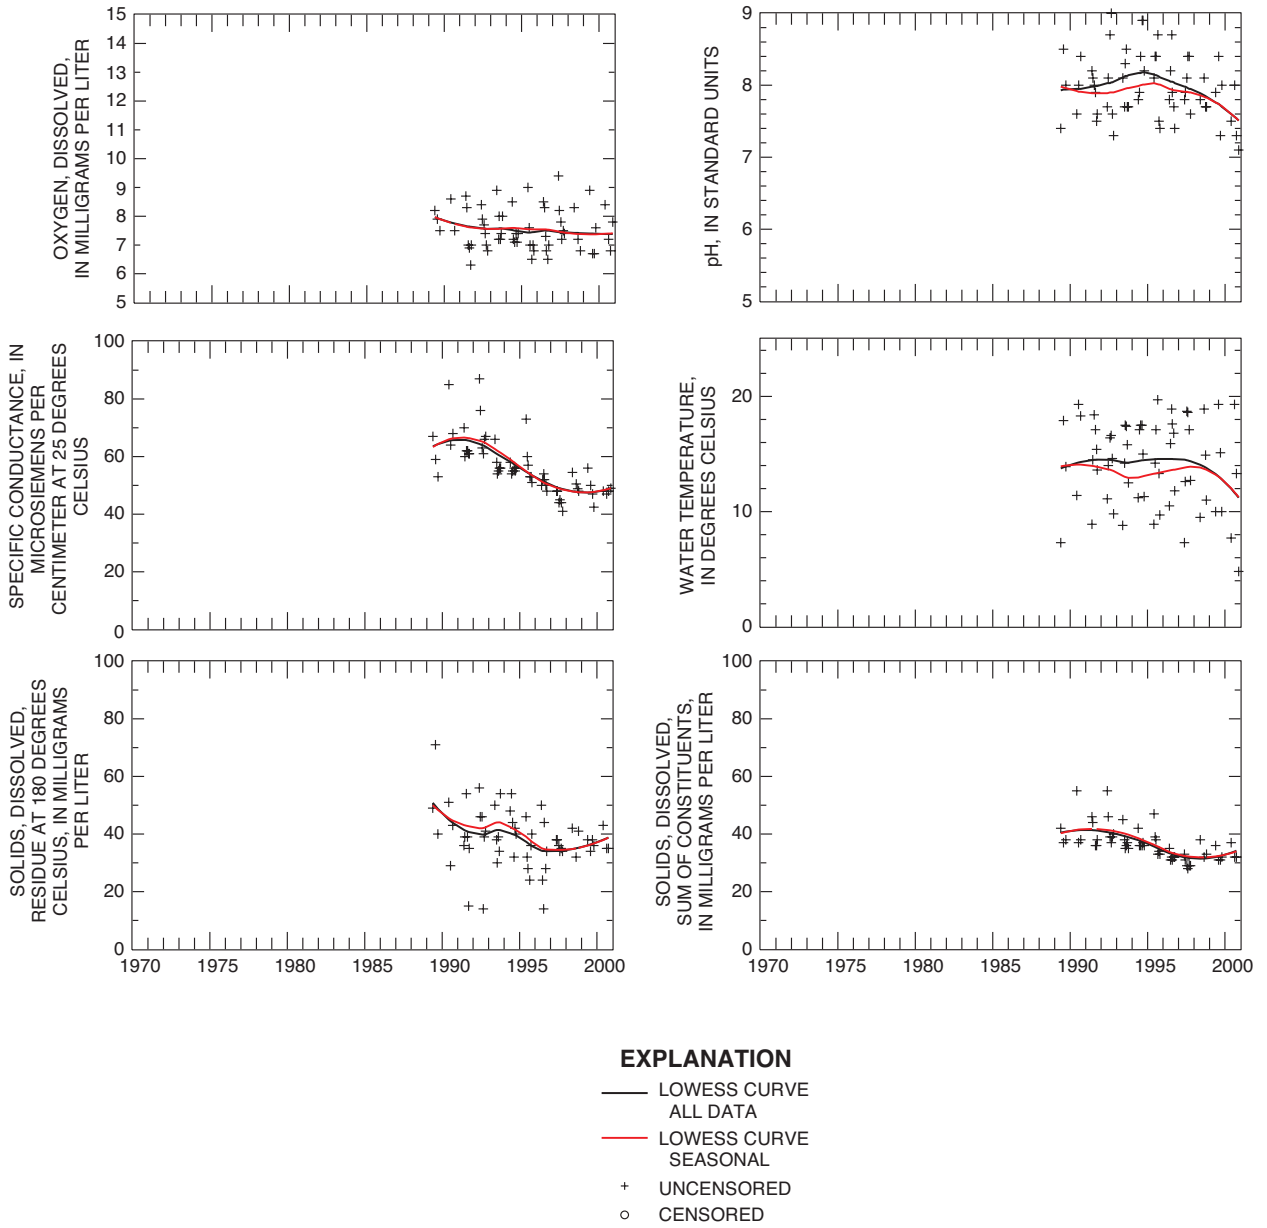 OXYGEN, DISSOLVED,
IN MILLIGRAMS PER LITER
15
14
13
12
11
10
9
8
7
6
5
pH, IN STANDARD UNITS
9
8
7
6
5
SPECIFIC CONDUCTANCE, IN
MICROSIEMENS PER
CENTIMETER AT 25 DEGREES
CELSIUS
100
80
60
40
20
0
WATER TEMPERATURE,
IN DEGREES CELSIUS
20
10
0
SOLIDS, DISSOLVED,
RESIDUE AT 180 DEGREES
CELSIUS, IN MILLIGRAMS
PER LITER
100
80
60
40
20
0
1970 1975 1980 1985 1990 1995 2000
SOLIDS, DISSOLVED,
SUM OF CONSTITUENTS,
IN MILLIGRAMS PER LITER
100
80
60
40
20
0
1970 1975 1980 1985 1990 1995 2000
EXPLANATION
LOWESS CURVE
ALL DATA
LOWESS CURVE
SEASONAL
UNCENSORED
CENSORED